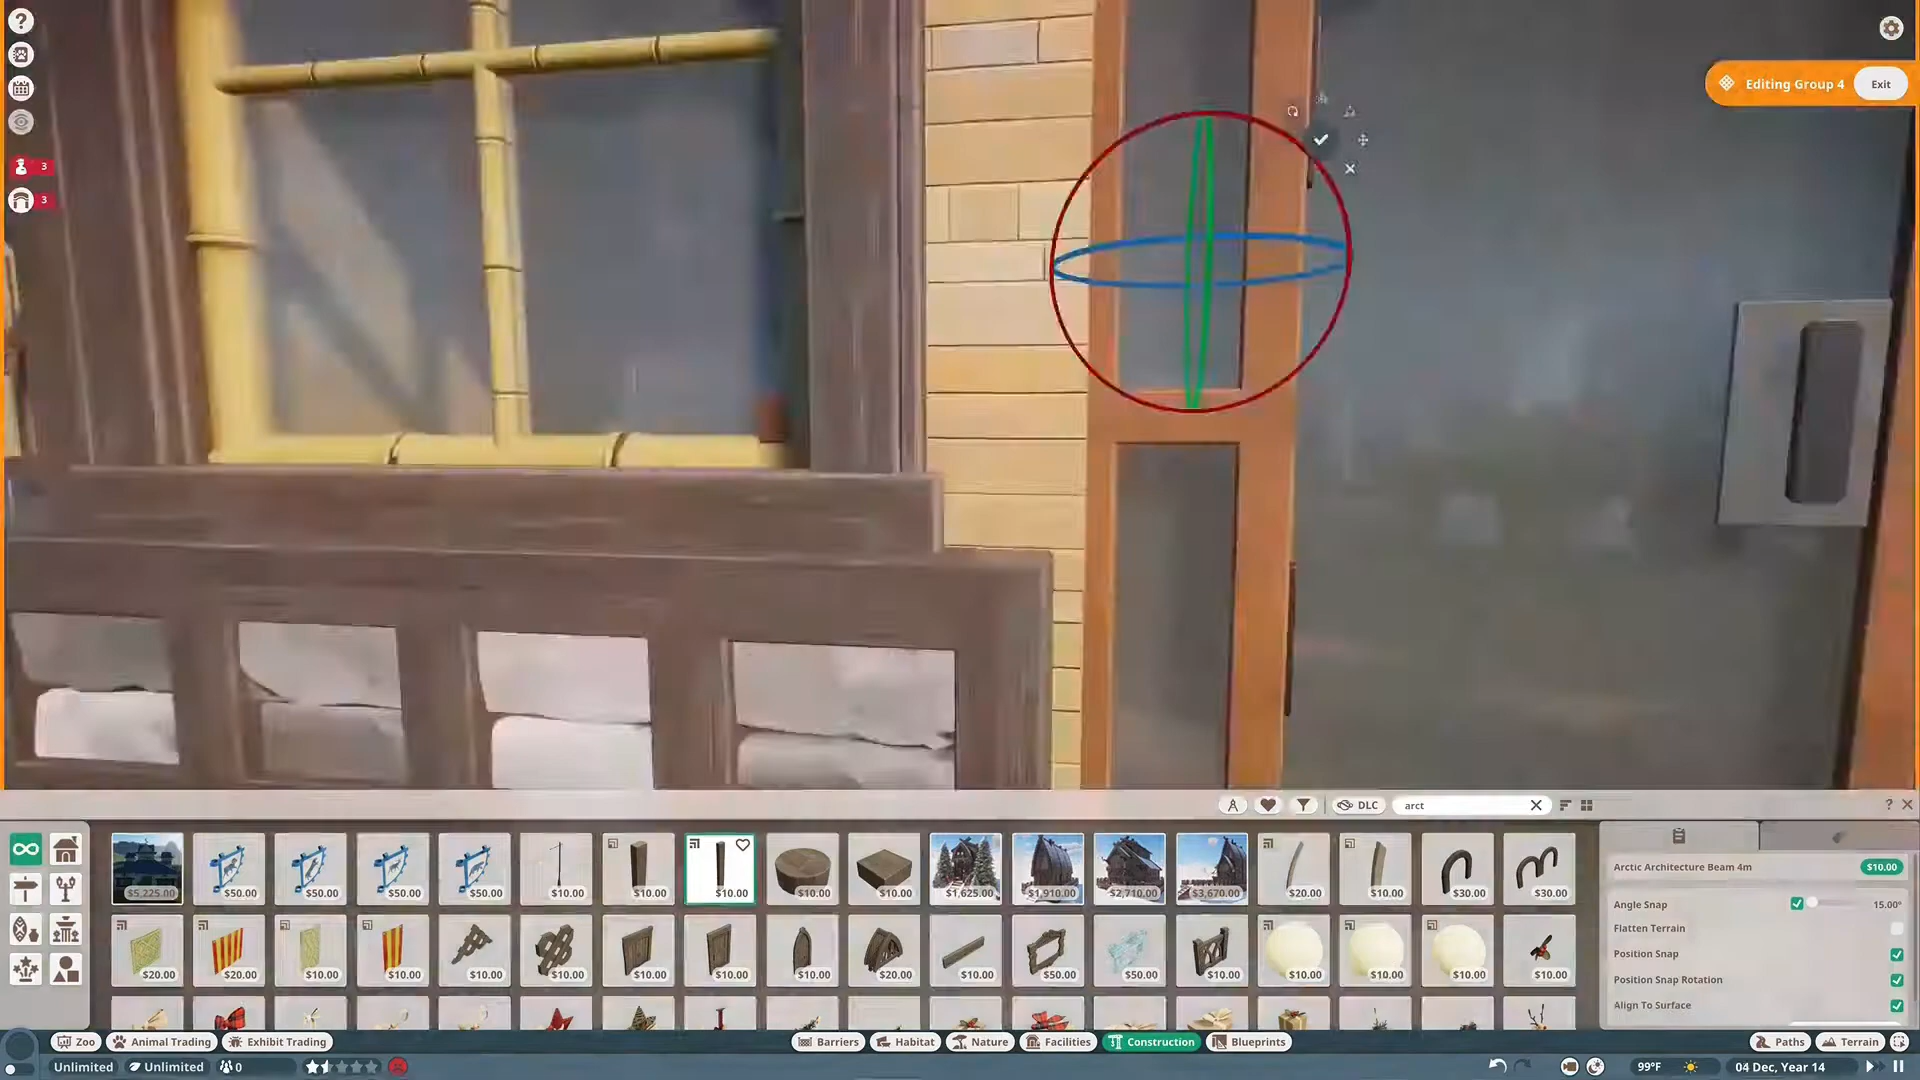 Editing Group 4 Exit
3
3
DLC
arct
?
$5,225.00 $50.00 $50.00 $50.00 $50.00 $10.00 $10.00 $10.00 $10.00 $10.00 $1,625.00 $1,910.00 $2,710.00 $3,670.00 $20.00 $10.00 $30.00 $30.00
$20.00 $20.00 $10.00 $10.00 $10.00 $10.00 $10.00 $10.00 $10.00 $20.00 $10.00 $50.00 $50.00 $10.00 $10.00 $10.00 $10.00 $10.00
Arctic Architecture Beam 4m $10.00
Angle Snap 15.00°
Flatten Terrain
Position Snap
Position Snap Rotation
Align To Surface
Zoo Animal Trading Exhibit Trading Barriers Habitat Nature Facilities Construction Blueprints Paths Terrain
Unlimited Unlimited 0 99°F 04 Dec, Year 14